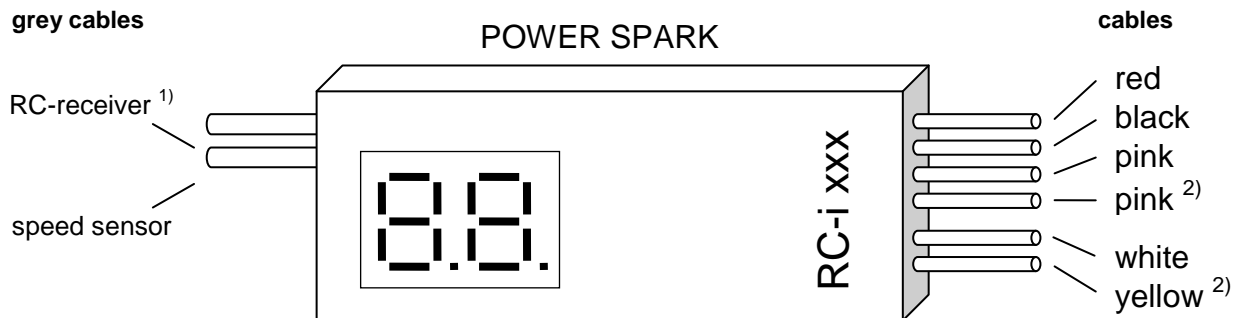 grey cables
cables
POWER SPARK
RC-receiver 1)
speed sensor
8.8.
RC-i xxx
red
black
pink
pink 2)
white
yellow 2)